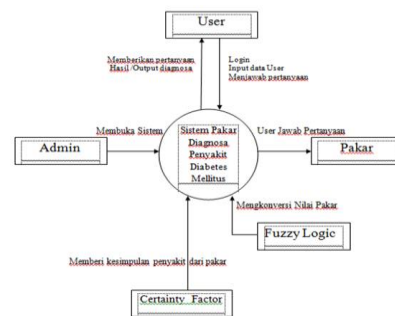 User
Memberikan pertanyaan
Hasil /Output diagnosa
Login
Input data User
Menjawab pertanyaan
Membuka Sistem
Sistem Pakar
Diagnosa
Penyakit
Diabetes
Mellitus
User Jawab Pertanyaan
Admin
Pakar
Mengkonversi Nilai Pakar
Fuzzy Logic
Memberi kesimpulan penyakit dari pakar
Certainty Factor